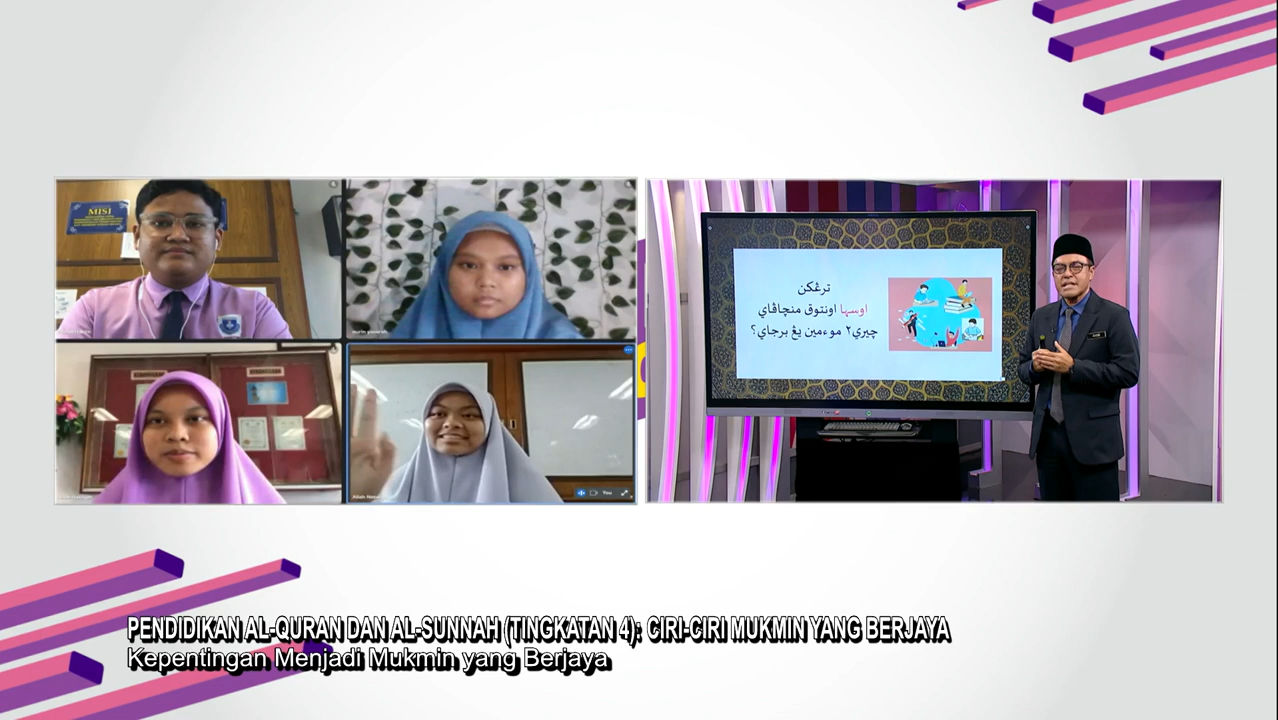 MISI
You
ترڠکن
اوسها اونتوق منچاڤاي
چيري٢ موءمين يڠ برجاي؟
PENDIDIKAN AL-QURAN DAN AL-SUNNAH (TINGKATAN 4): CIRI-CIRI MUKMIN YANG BERJAYA
Kepentingan Menjadi Mukmin yang Berjaya